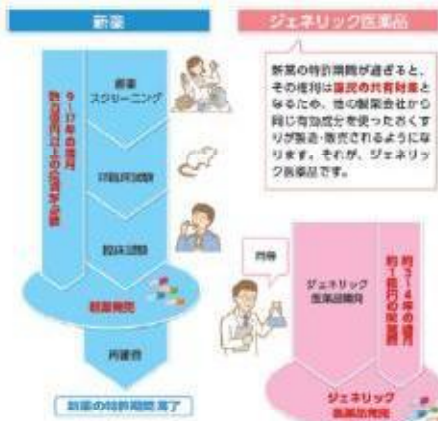 新薬
ジェネリック医薬品
新薬の特許期間が過ぎると、
その権利は国民の共有財産と
なるため、他の製薬会社から
同じ有効成分を使ったおくす
りが製造・販売されるようにな
ります。それが、ジェネリッ
ク医薬品です。
スクリーニング
臨床試験
新薬発売
再審査
新薬の特許期間満了
同等
ジェネリック
医薬品開発
ジェネリック
医薬品発売